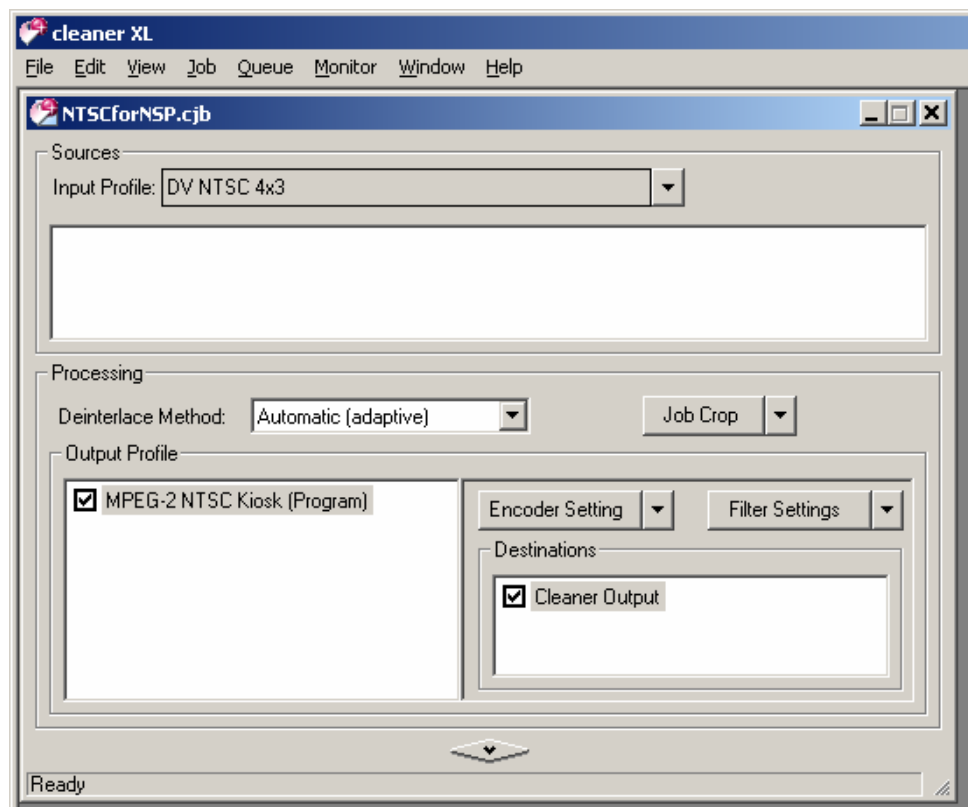 cleaner XL
File Edit View Job Queue Monitor Window Help
NTSCforNSP.cjb
Sources
Input Profile: DV NTSC 4x3
Processing
Deinterlace Method: Automatic (adaptive) Job Crop
Output Profile
MPEG-2 NTSC Kiosk (Program)
Encoder Setting Filter Settings
Destinations
Cleaner Output
Ready